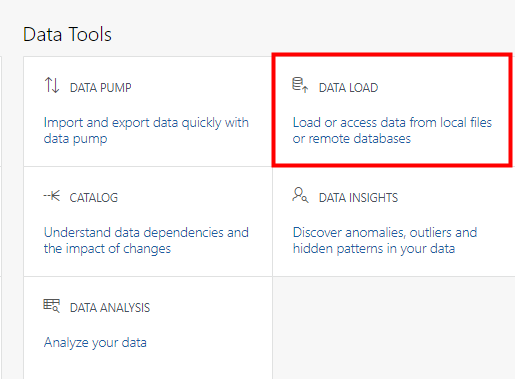 Data Tools
DATA PUMP
Import and export data quickly with
data pump
DATA LOAD
Load or access data from local files
or remote databases
CATALOG
Understand data dependencies and
the impact of changes
DATA INSIGHTS
Discover anomalies, outliers and
hidden patterns in your data
DATA ANALYSIS
Analyze your data